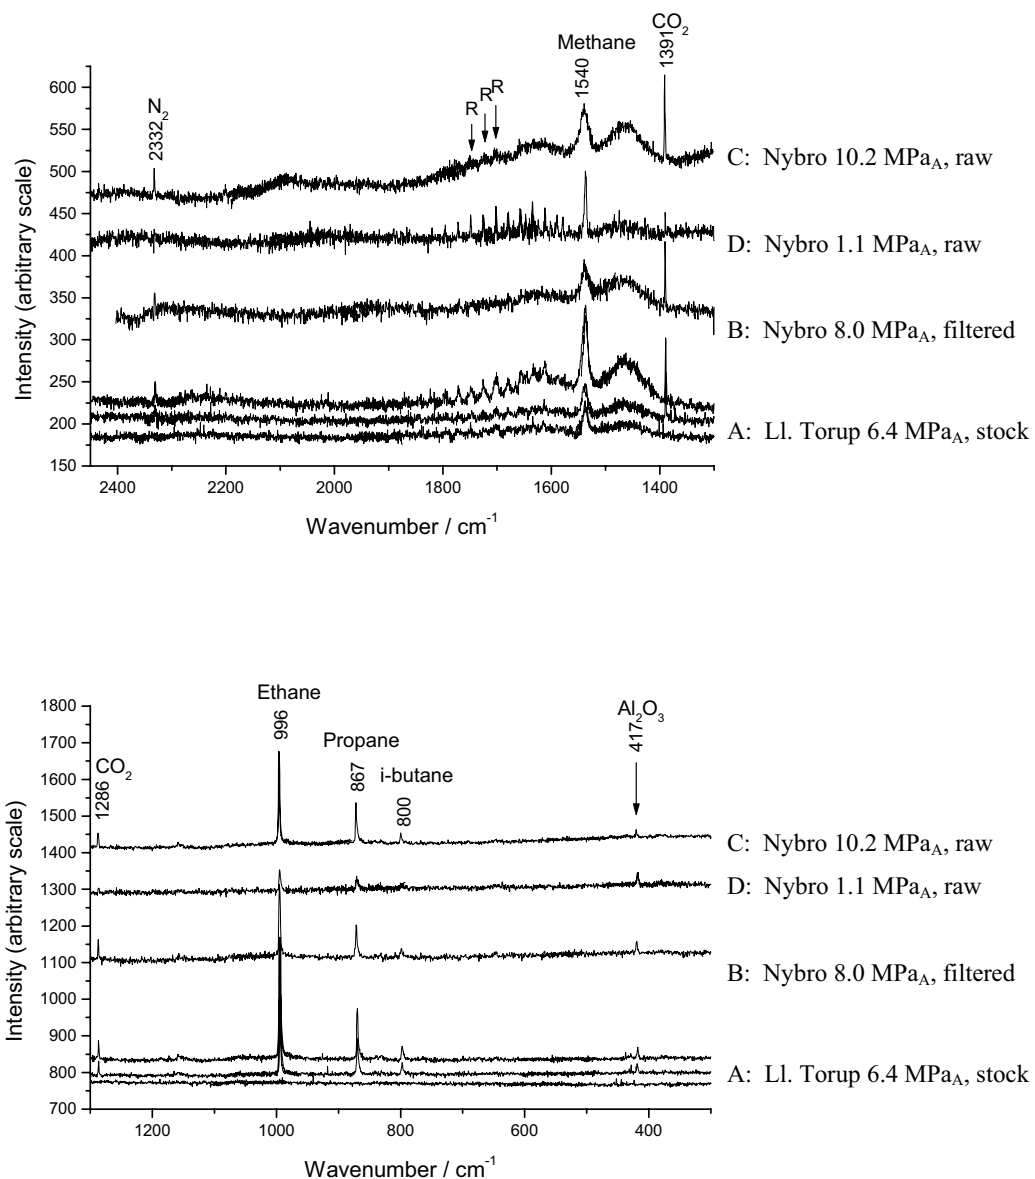 CO2
Methane
1391
1540
R R R
N2
2332
600
550
500
450
400
350
300
250
200
150
Intensity (arbitrary scale)
C: Nybro 10.2 MPaA, raw
D: Nybro 1.1 MPaA, raw
B: Nybro 8.0 MPaA, filtered
A: Ll. Torup 6.4 MPaA, stock
2400 2200 2000 1800 1600 1400
Wavenumber / cm-1
Ethane
996
Propane
867
i-butane
800
Al2O3
417
CO2
1286
1800
1700
1600
1500
1400
1300
1200
1100
1000
900
800
700
Intensity (arbitrary scale)
C: Nybro 10.2 MPaA, raw
D: Nybro 1.1 MPaA, raw
B: Nybro 8.0 MPaA, filtered
A: Ll. Torup 6.4 MPaA, stock
1200 1000 800 600 400
Wavenumber / cm-1